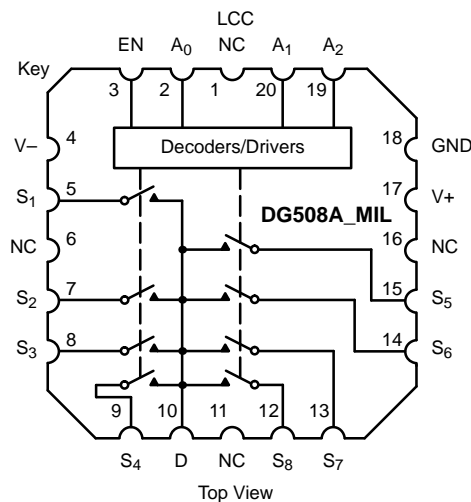 LCC
EN A0 NC A1 A2
Key
3 2 1 20 19
Decoders/Drivers
V– 4 18 GND
S1 5 17 V+
DG508A_MIL
NC 6 16 NC
S2 7 15 S5
S3 8 14 S6
9 10 11 12 13
S4 D NC S8 S7
Top View